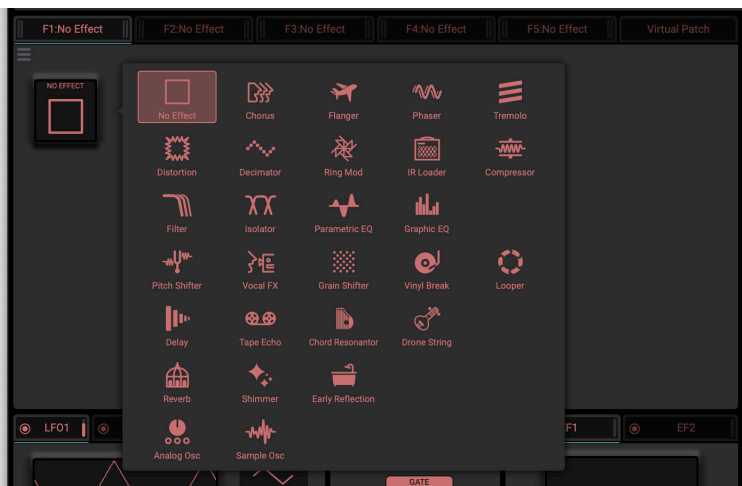 F1:No Effect
F2:No Effect
F3:No Effect
F4:No Effect
F5:No Effect
Virtual Patch
NO EFFECT
No Effect
Chorus
Flanger
Phaser
Tremolo
Distortion
Decimator
Ring Mod
IR Loader
Compressor
Filter
Isolator
Parametric EQ
Graphic EQ
Pitch Shifter
Vocal FX
Grain Shifter
Vinyl Break
Looper
Delay
Tape Echo
Chord Resonantor
Drone String
Reverb
Shimmer
Early Reflection
LFO1
F1
EF2
Analog Osc
Sample Osc
GATE